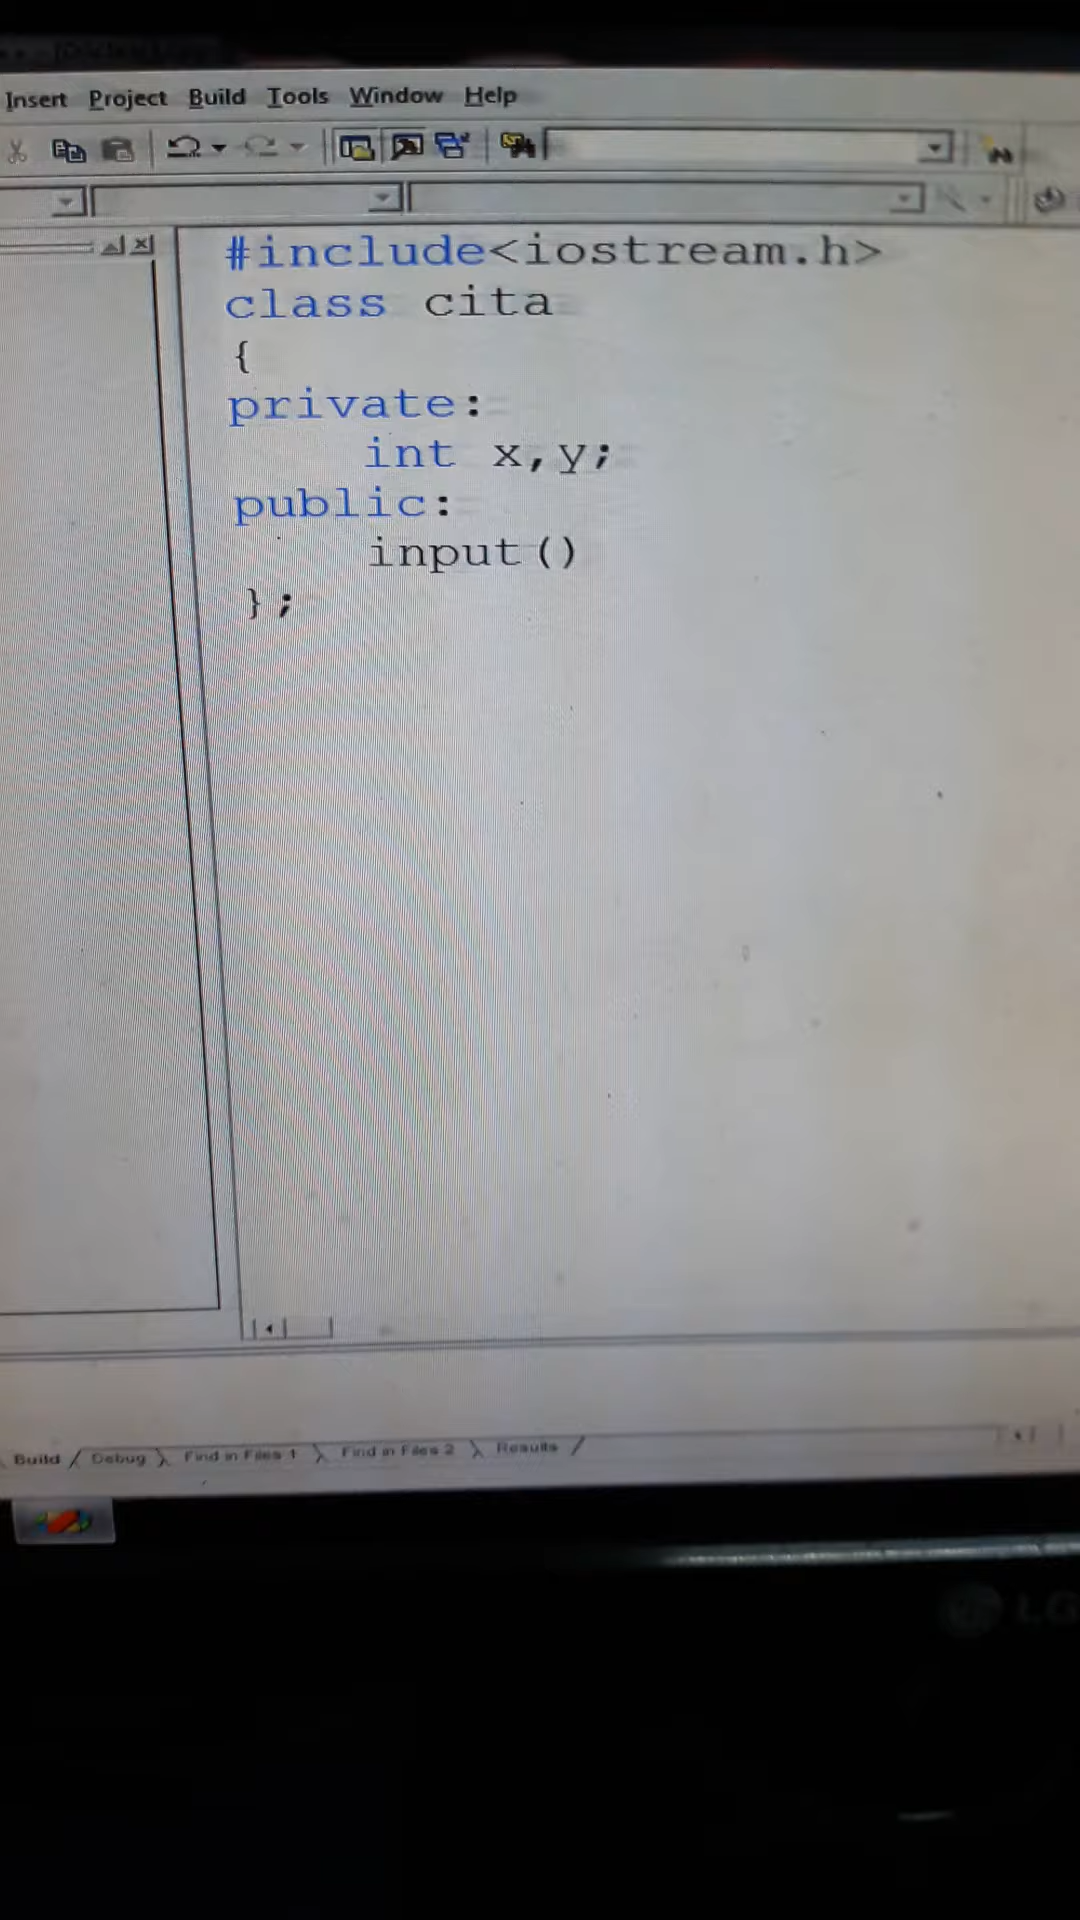 Insert Project Build Tools Window Help
#include<iostream.h>
class cita
{
private:
int x,y;
public:
input()
};
Build Debug Find in Files 1 Find in Files 2 Results
LG